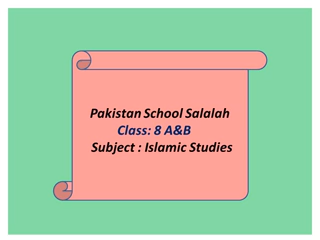 Pakistan School Salalah
Class: 8 A&B
Subject : Islamic Studies